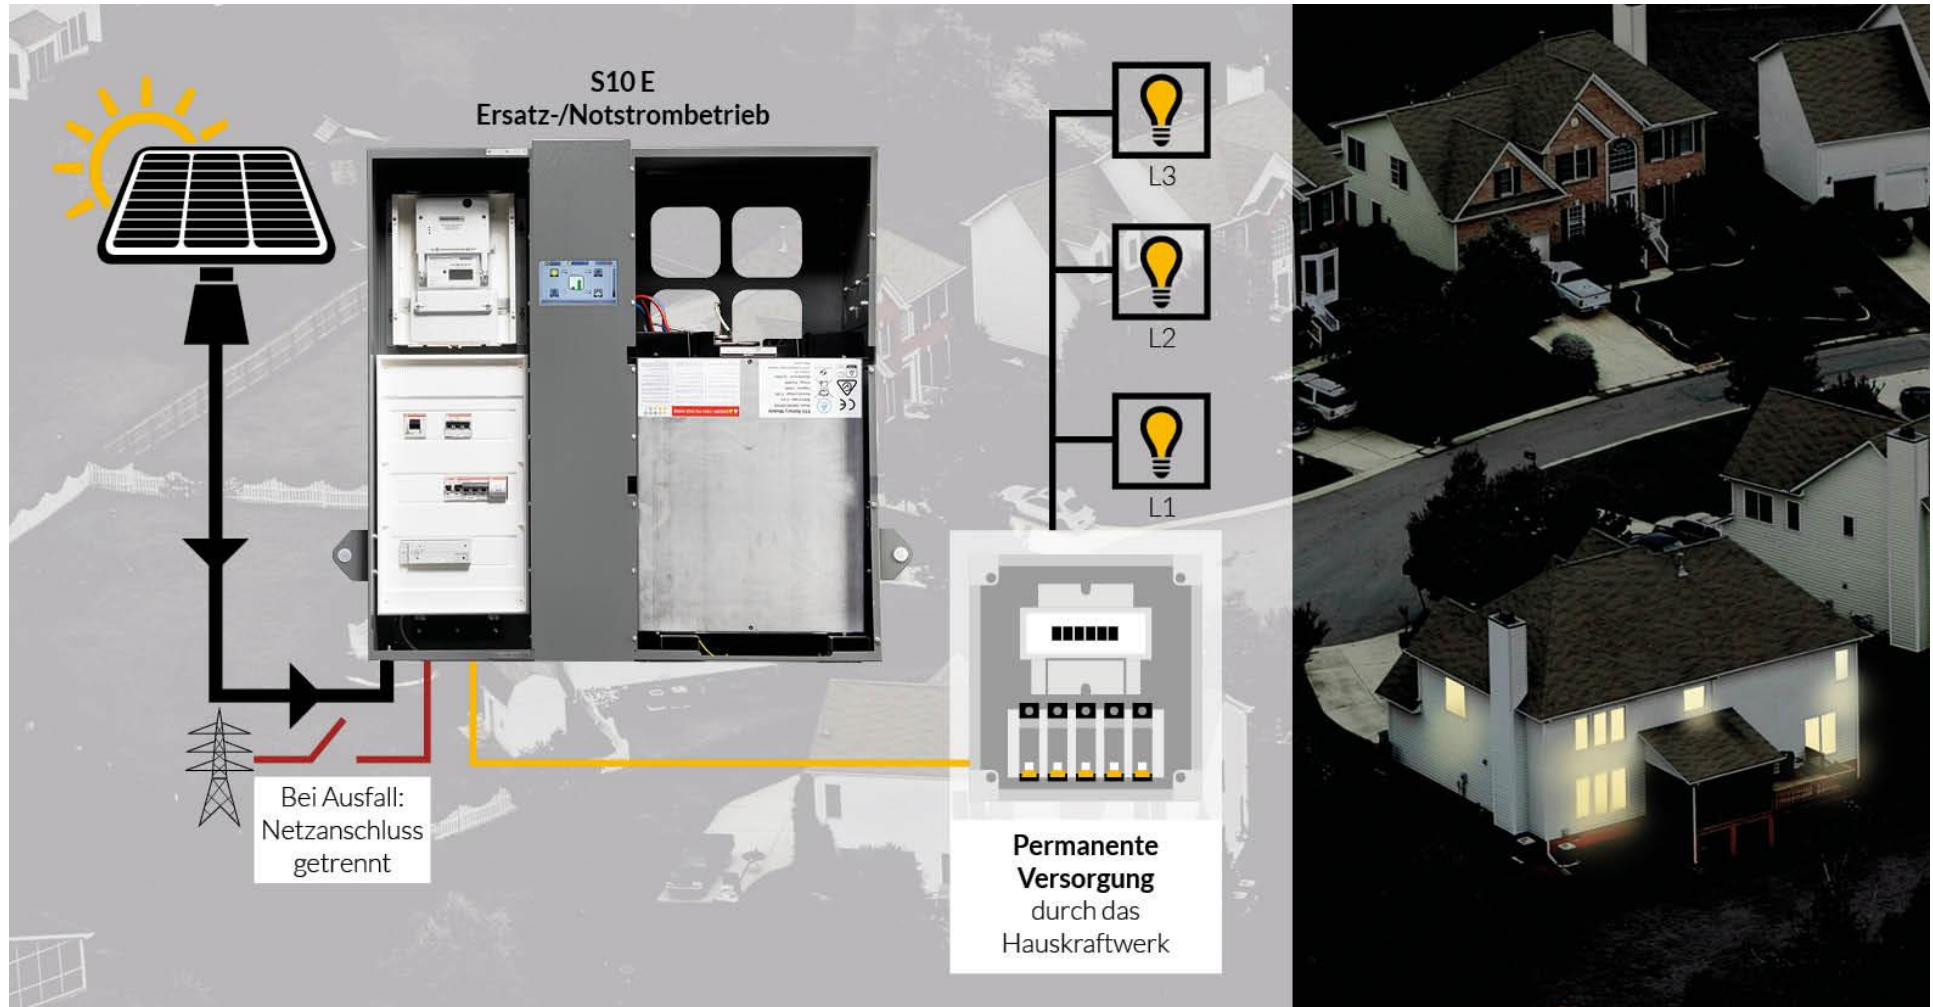 S10 E
Ersatz-/Notstrombetrieb
L3
L2
L1
Bei Ausfall:
Netzanschluss
getrennt
Permanente
Versorgung
durch das
Hauskraftwerk